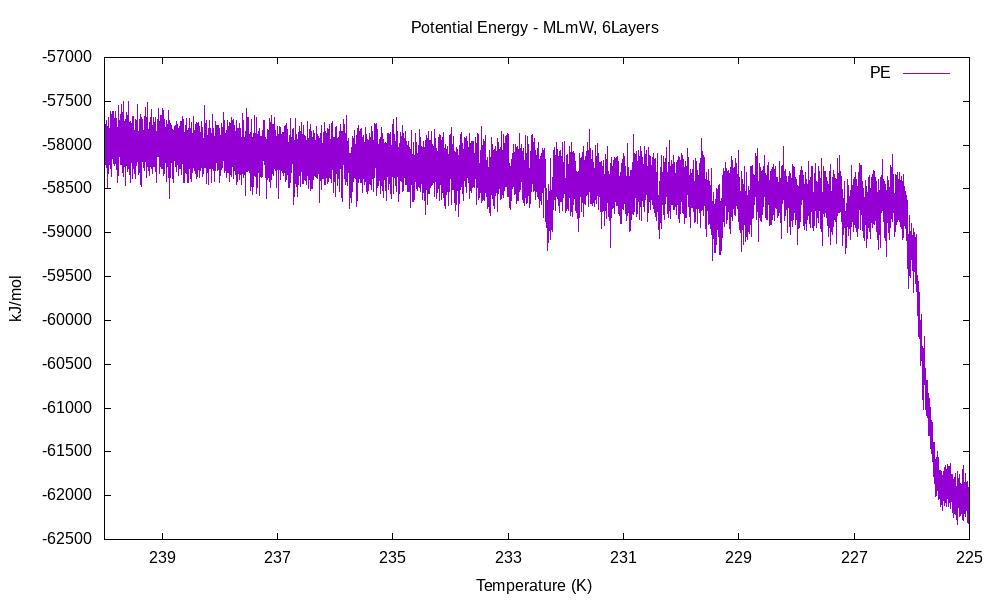 Potential Energy - MLmW, 6Layers
PE
-57000
-57500
-58000
-58500
-59000
-59500
-60000
-60500
-61000
-61500
-62000
-62500
kJ/mol
239 237 235 233 231 229 227 225
Temperature (K)